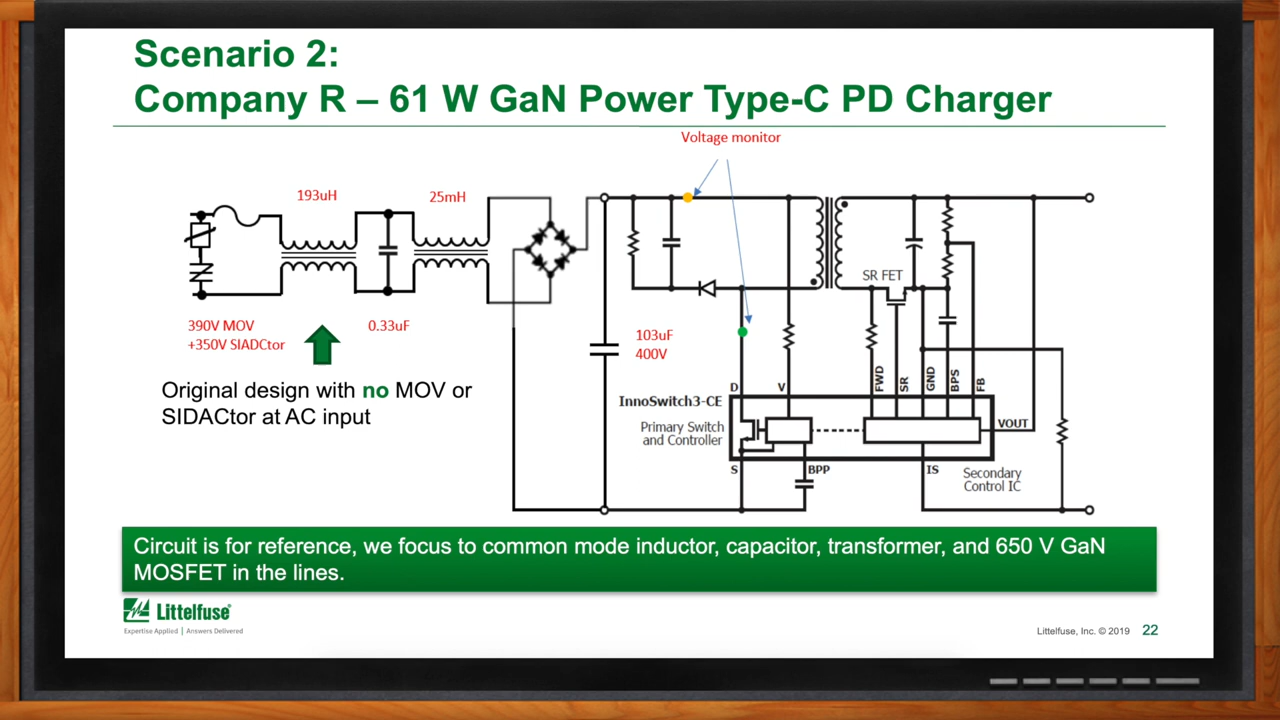 Scenario 2:
Company R – 61 W GaN Power Type-C PD Charger
Voltage monitor
193uH
25mH
SR FET
390V MOV
+350V SIADCtor
0.33uF
103uF
400V
Original design with no MOV or
SIDACtor at AC input
D
V
FWD
SR
GND
BPS
FB
InnoSwitch3-CE
Primary Switch
and Controller
VOUT
S
BPP
IS
Secondary
Control IC
Circuit is for reference, we focus to common mode inductor, capacitor, transformer, and 650 V GaN
MOSFET in the lines.
Littelfuse®
Expertise Applied | Answers Delivered
Littelfuse, Inc. © 2019 22